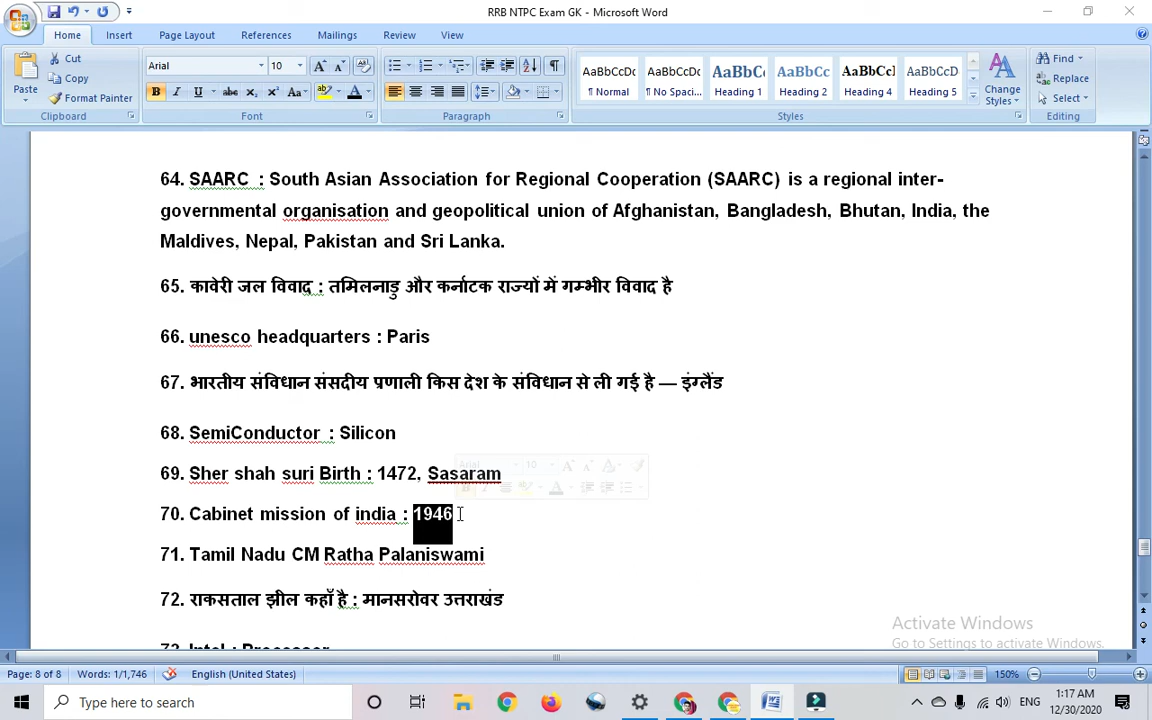 RRB NTPC Exam GK - Microsoft Word
Home Insert Page Layout References Mailings Review View
Paste
Cut
Copy
Format Painter
Clipboard
Arial 10
Font
Paragraph
AaBbCcDc AaBbCcDc AaBbC AaBbCc AaBbCcI AaBbCcD
¶ Normal ¶ No Spaci... Heading 1 Heading 2 Heading 4 Heading 5
Change Styles
Styles
Find
Replace
Select
Editing
64. SAARC : South Asian Association for Regional Cooperation (SAARC) is a regional inter-
governmental organisation and geopolitical union of Afghanistan, Bangladesh, Bhutan, India, the
Maldives, Nepal, Pakistan and Sri Lanka.
65. कावेरी जल विवाद : तमिलनाडु और कर्नाटक राज्यों में गम्भीर विवाद है
66. unesco headquarters : Paris
67. भारतीय संविधान संसदीय प्रणाली किस देश के संविधान से ली गई है — इंग्लैंड
68. SemiConductor : Silicon
69. Sher shah suri Birth : 1472, Sasaram
70. Cabinet mission of india : 1946
71. Tamil Nadu CM Ratha Palaniswami
72. राकसताल झील कहाँ है : मानसरोवर उत्तराखंड
73. Intel : Processor
Activate Windows
Go to Settings to activate Windows.
Page: 8 of 8 Words: 1/1,746 English (United States) 150%
Type here to search
ENG
1:17 AM
12/30/2020